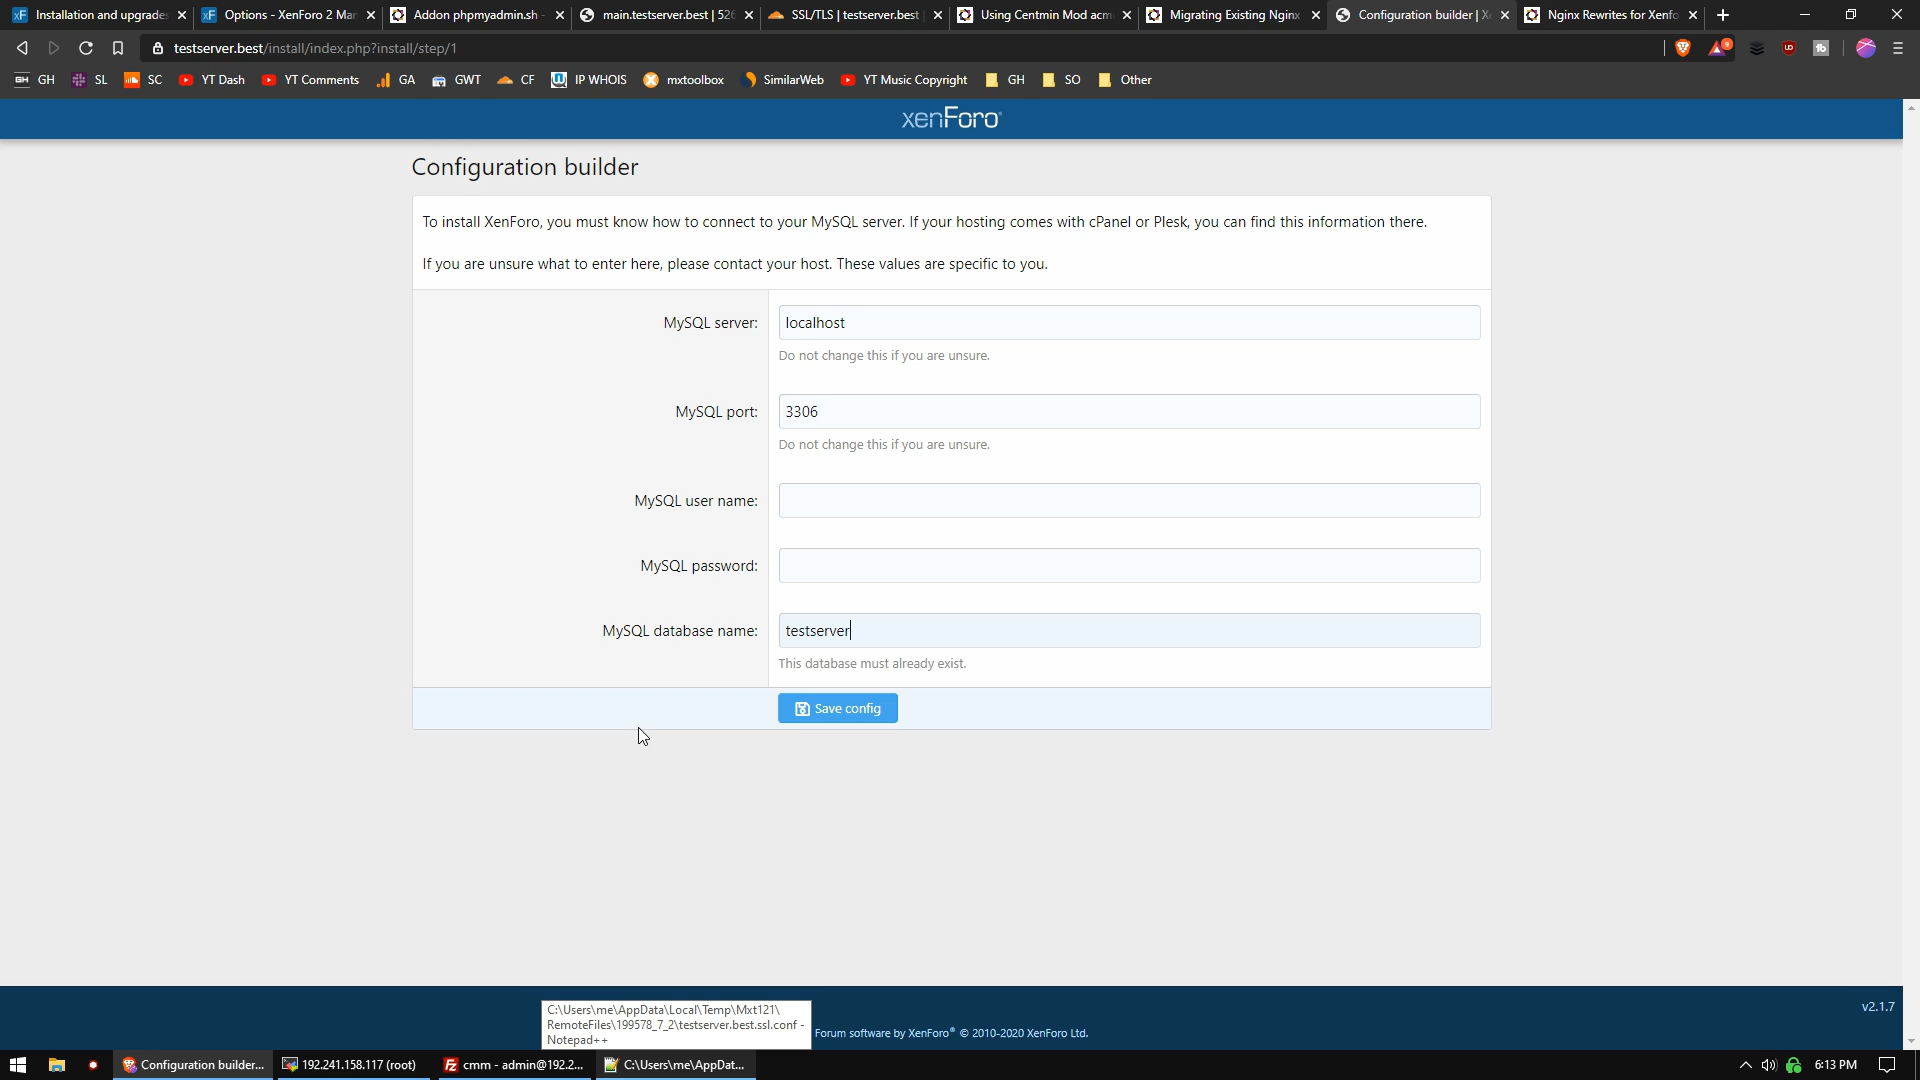 Installation and upgrade
Options - XenForo 2 Mar
Addon phpmyadmin.sh -
main.testserver.best | 526
SSL/TLS | testserver.best
Using Centmin Mod acm
Migrating Existing Nginx
Configuration builder | X
Nginx Rewrites for Xenfo
testserver.best/install/index.php?install/step/1
9
GH
SL
SC
YT Dash
YT Comments
GA
GWT
CF
IP WHOIS
mxtoolbox
SimilarWeb
YT Music Copyright
GH
SO
Other
xenForo
Configuration builder
To install XenForo, you must know how to connect to your MySQL server. If your hosting comes with cPanel or Plesk, you can find this information there.
If you are unsure what to enter here, please contact your host. These values are specific to you.
MySQL server:
localhost
Do not change this if you are unsure.
MySQL port:
3306
Do not change this if you are unsure.
MySQL user name:
MySQL password:
MySQL database name:
testserver
This database must already exist.
Save config
C:\Users\me\AppData\Local\Temp\Mxt121\
RemoteFiles\199578_7_2\testserver.best.ssl.conf -
Notepad++
v2.1.7
Forum software by XenForo® © 2010-2020 XenForo Ltd.
Configuration builder...
192.241.158.117 (root)
cmm - admin@192.2...
C:\Users\me\AppDat...
6:13 PM